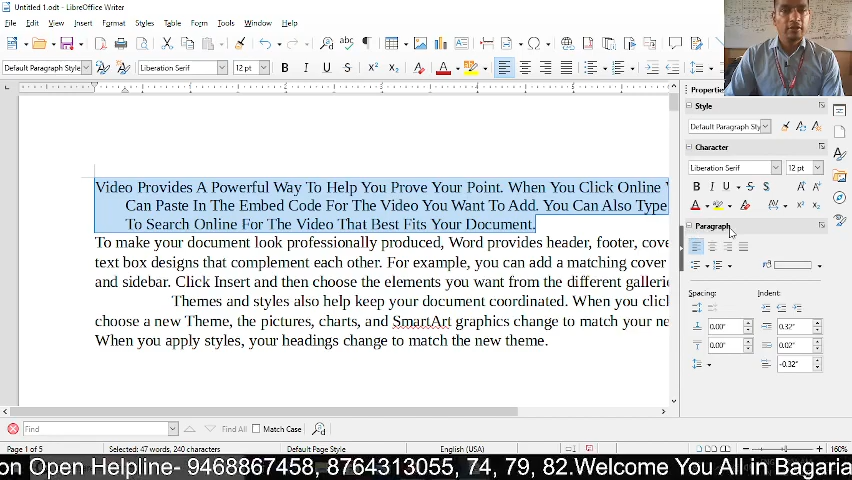 Untitled 1.odt - LibreOffice Writer
File Edit View Insert Format Styles Table Form Tools Window Help
Default Paragraph Style Liberation Serif 12 pt
Properties
Style
Default Paragraph Sty
Character
Liberation Serif 12 pt
Video Provides A Powerful Way To Help You Prove Your Point. When You Click Online V
Can Paste In The Embed Code For The Video You Want To Add. You Can Also Type
To Search Online For The Video That Best Fits Your Document.
To make your document look professionally produced, Word provides header, footer, cove
text box designs that complement each other. For example, you can add a matching cover
and sidebar. Click Insert and then choose the elements you want from the different gallerie
Themes and styles also help keep your document coordinated. When you click
choose a new Theme, the pictures, charts, and SmartArt graphics change to match your ne
When you apply styles, your headings change to match the new theme.
Paragraph
Spacing: Indent:
0.00" 0.32"
0.00" 0.02"
-0.32"
Find Find All Match Case
Page 1 of 5 Selected: 47 words, 240 characters Default Page Style English (USA) 160%
on Open Helpline- 9468867458, 8764313055, 74, 79, 82.Welcome You All in Bagaria